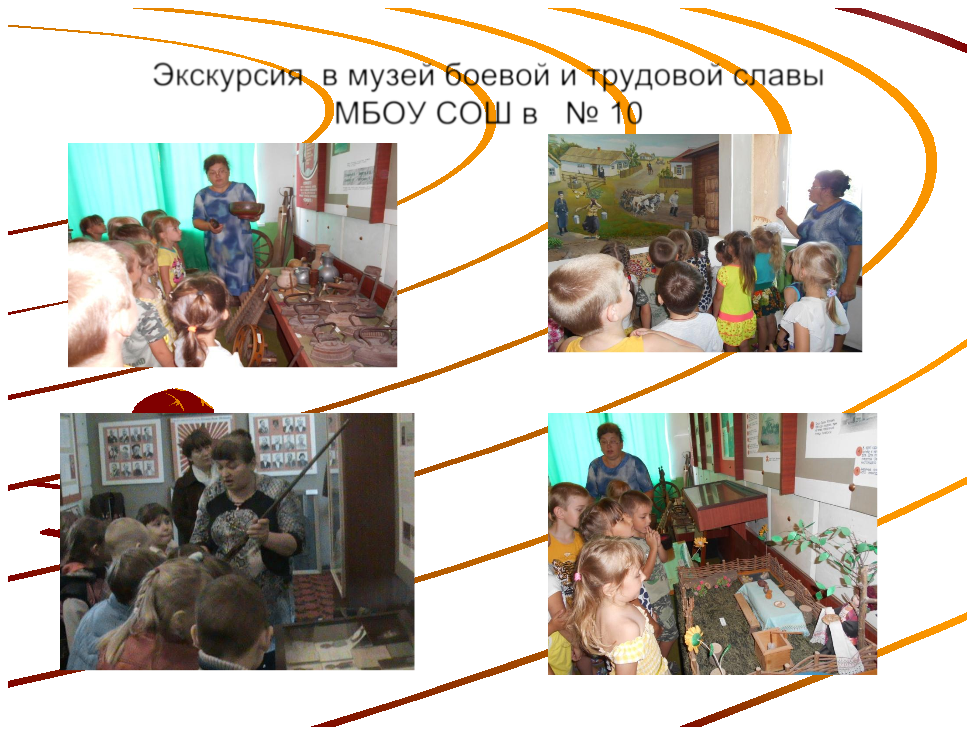 Экскурсия  в музей боевой и трудовой славы
МБОУ СОШ в   № 10